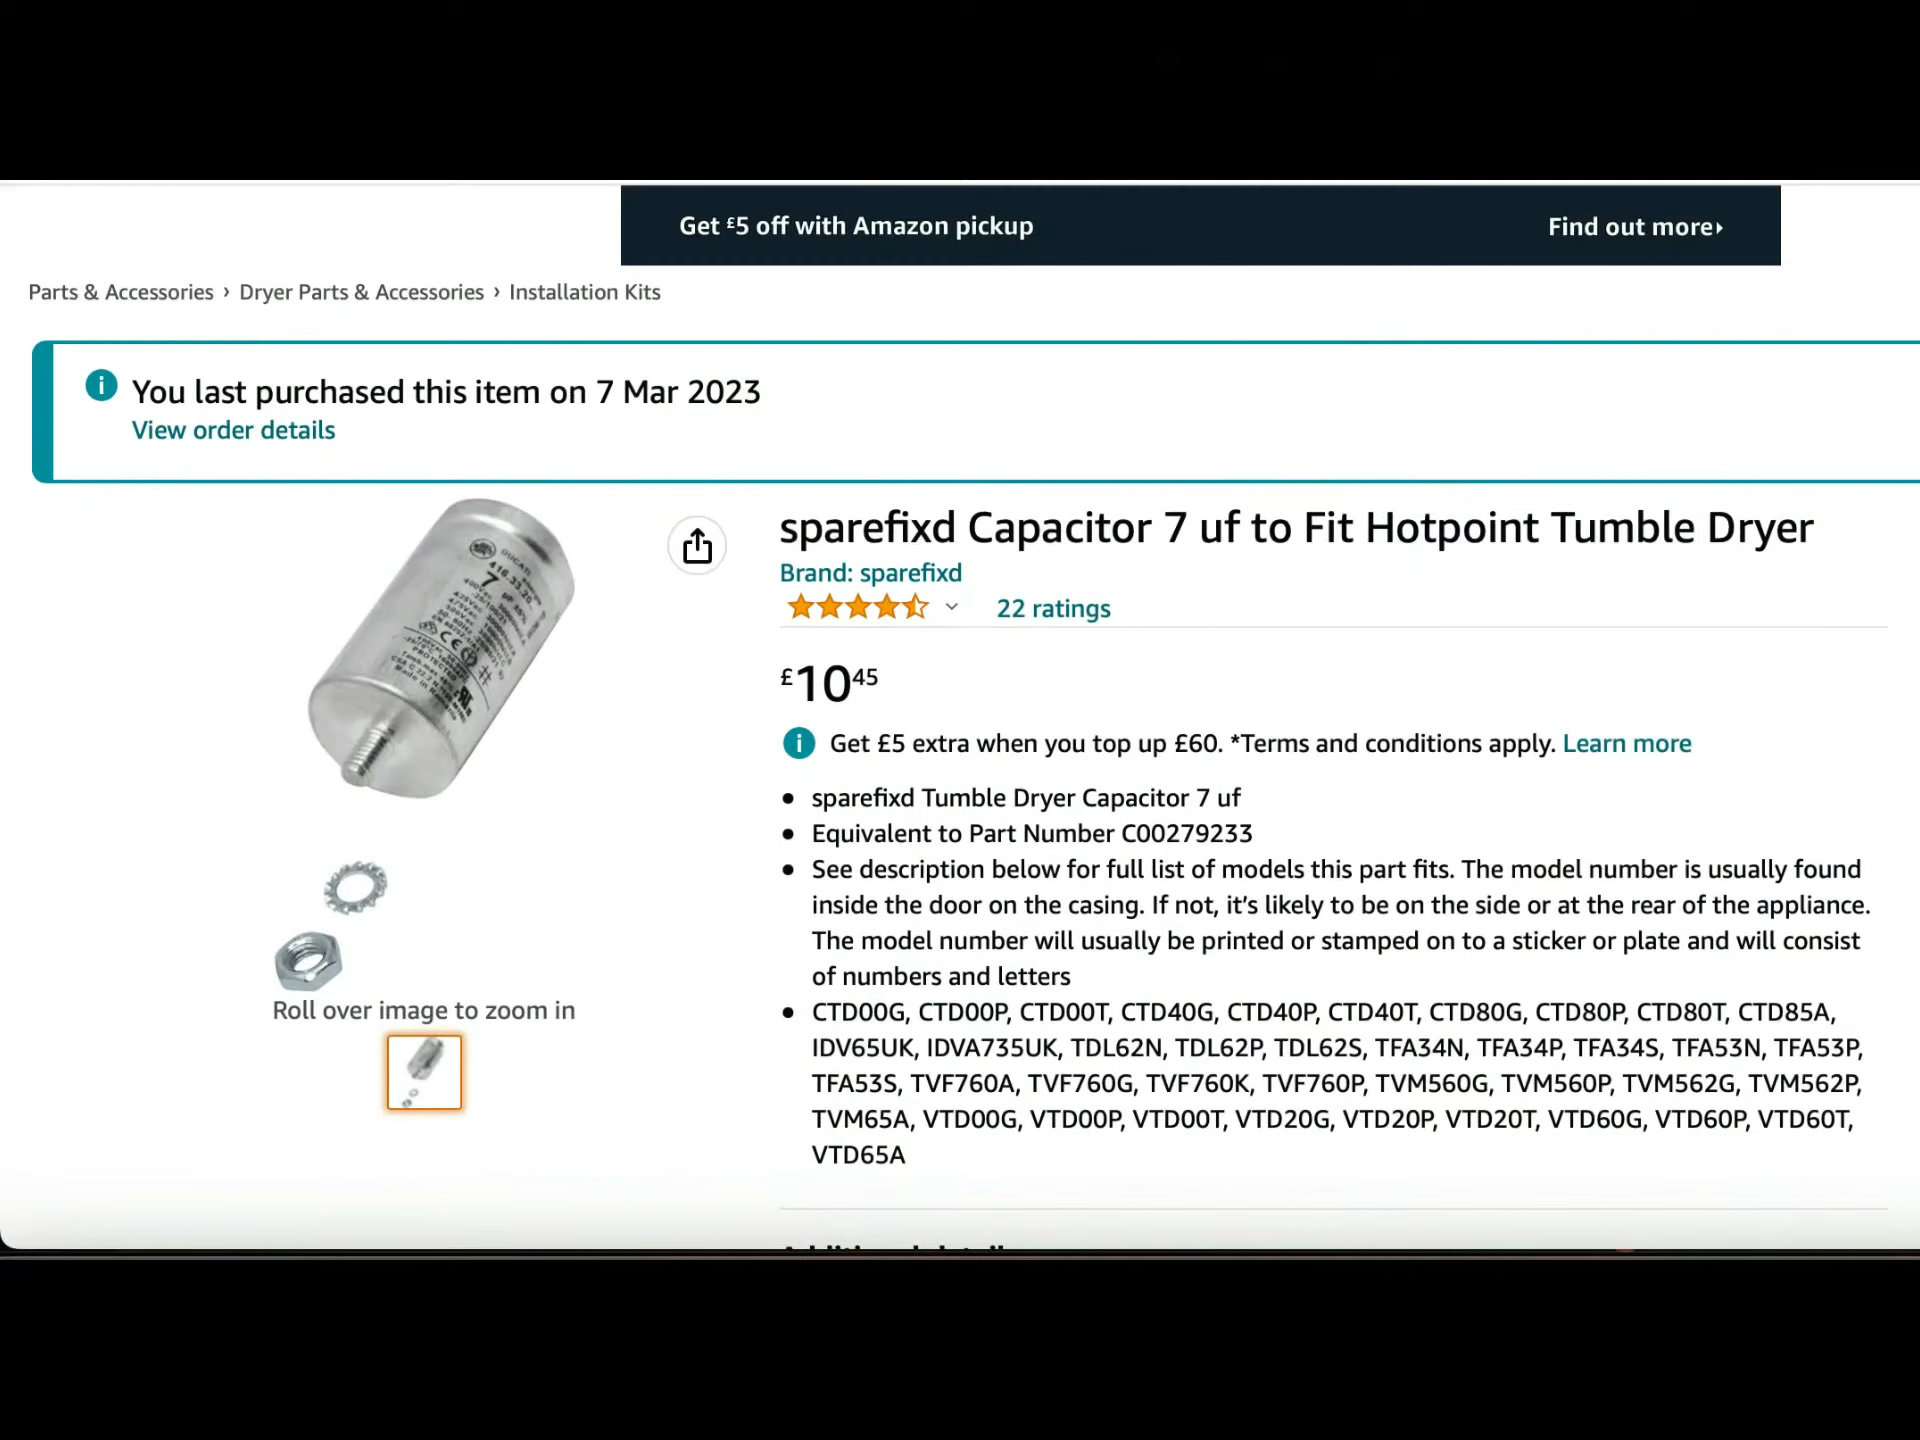 Get £5 off with Amazon pickup
Find out more
Parts & Accessories › Dryer Parts & Accessories › Installation Kits
You last purchased this item on 7 Mar 2023
View order details
sparefixd Capacitor 7 uf to Fit Hotpoint Tumble Dryer
Brand: sparefixd
22 ratings
£10 45
Get £5 extra when you top up £60. *Terms and conditions apply. Learn more
sparefixd Tumble Dryer Capacitor 7 uf
Equivalent to Part Number C00279233
See description below for full list of models this part fits. The model number is usually found
inside the door on the casing. If not, it’s likely to be on the side or at the rear of the appliance.
The model number will usually be printed or stamped on to a sticker or plate and will consist
of numbers and letters
CTD00G, CTD00P, CTD00T, CTD40G, CTD40P, CTD40T, CTD80G, CTD80P, CTD80T, CTD85A,
IDV65UK, IDVA735UK, TDL62N, TDL62P, TDL62S, TFA34N, TFA34P, TFA34S, TFA53N, TFA53P,
TFA53S, TVF760A, TVF760G, TVF760K, TVF760P, TVM560G, TVM560P, TVM562G, TVM562P,
TVM65A, VTD00G, VTD00P, VTD00T, VTD20G, VTD20P, VTD20T, VTD60G, VTD60P, VTD60T,
VTD65A
DUCATI
416.33.20
7
Roll over image to zoom in